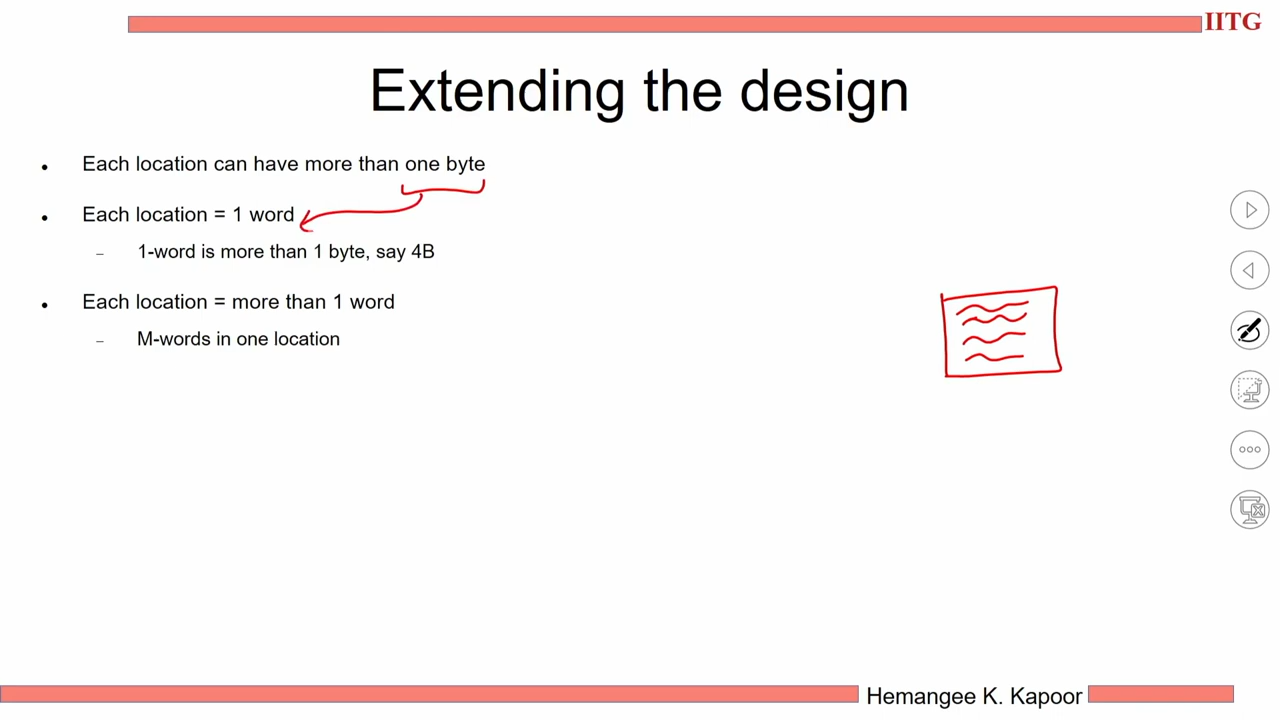 IITG
Extending the design
• Each location can have more than one byte
• Each location = 1 word
– 1-word is more than 1 byte, say 4B
• Each location = more than 1 word
– M-words in one location
Hemangee K. Kapoor